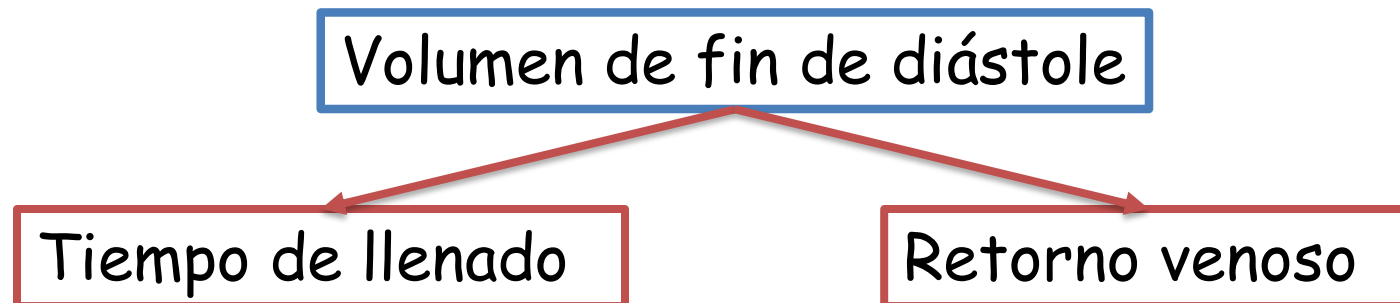 Volumen de fin de diástole
Tiempo de llenado
Retorno venoso